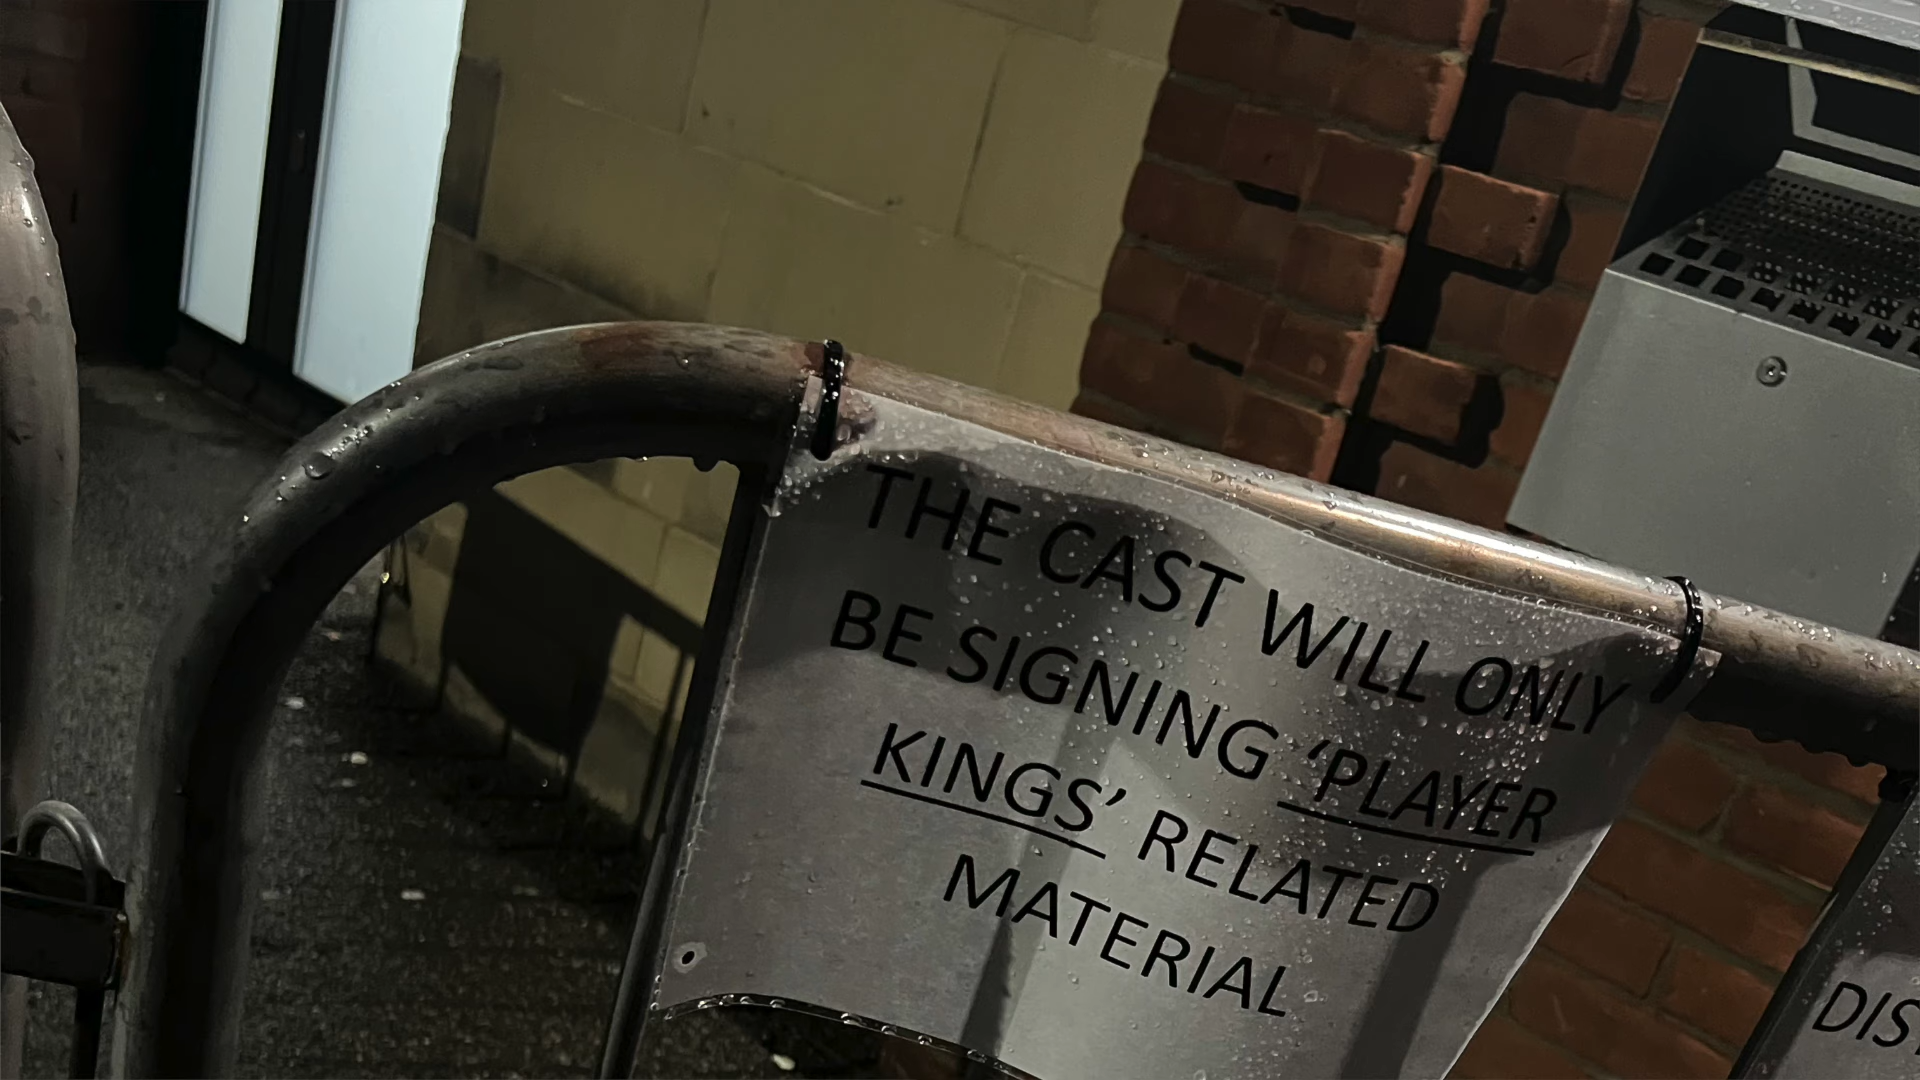 THE CAST WILL ONLY
BE SIGNING ‘PLAYER
KINGS’ RELATED
MATERIAL